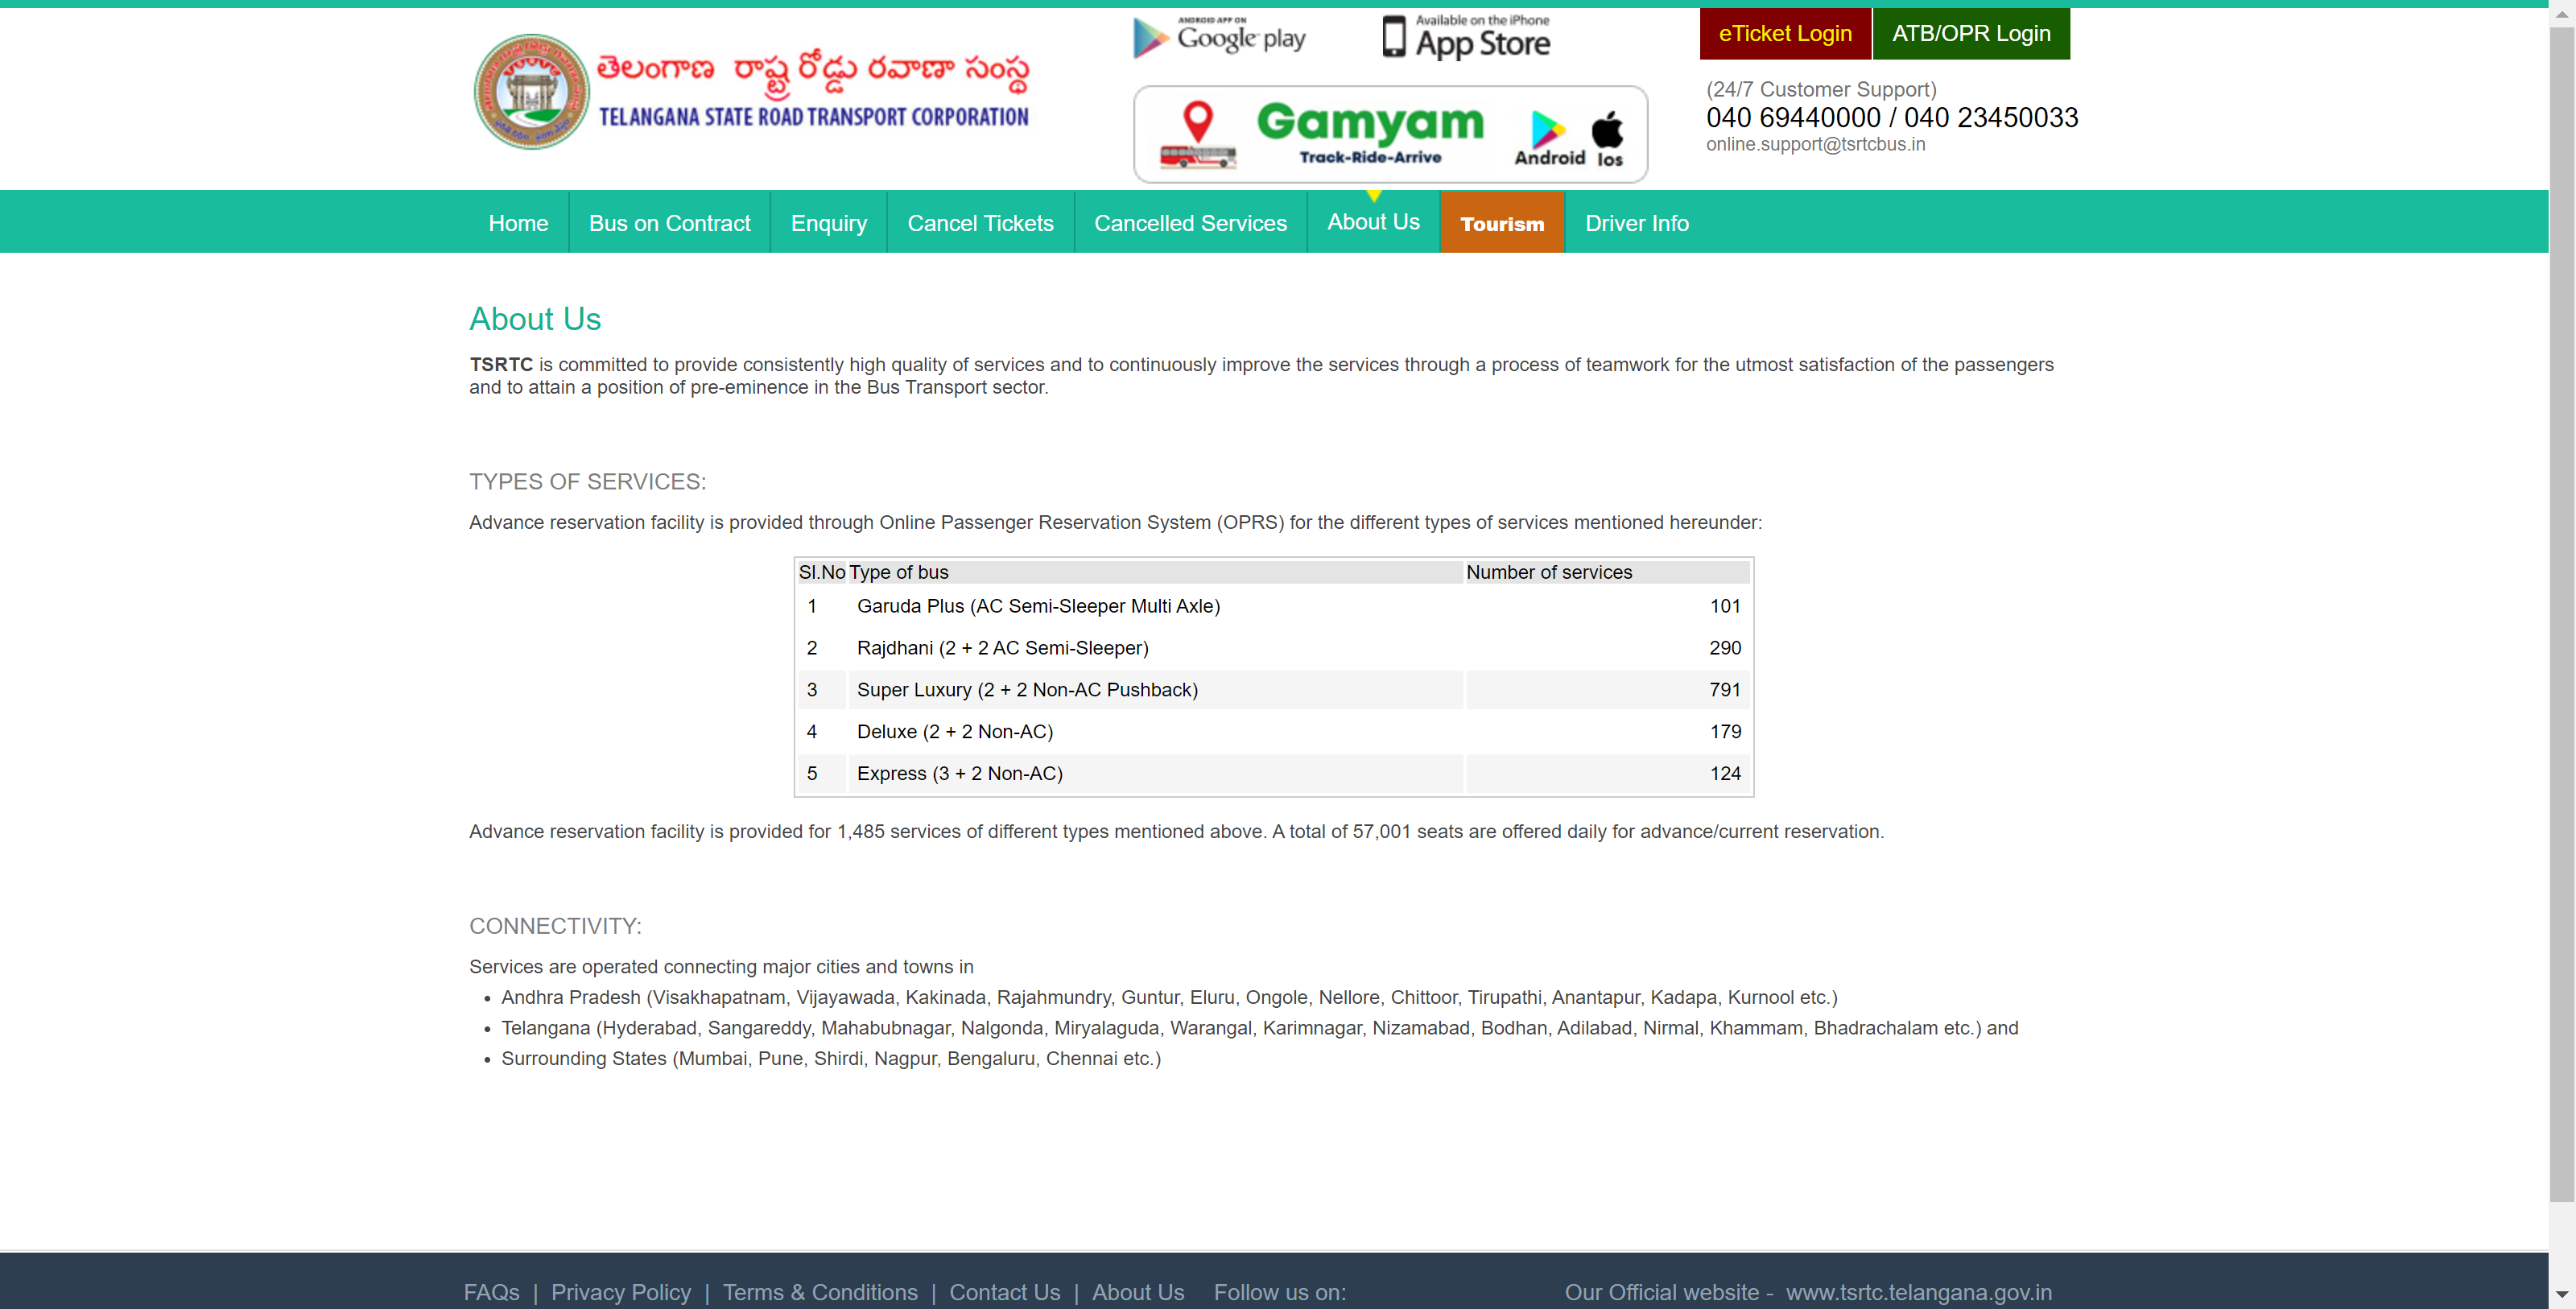 తెలంగాణ రాష్ట్ర రోడ్డు రవాణా సంస్థ
TELANGANA STATE ROAD TRANSPORT CORPORATION
ANDROID APP ON
Google play
Available on the iPhone
App Store
Gamyam
Track-Ride-Arrive
Android Ios
eTicket Login ATB/OPR Login
(24/7 Customer Support)
040 69440000 / 040 23450033
online.support@tsrtcbus.in
Home Bus on Contract Enquiry Cancel Tickets Cancelled Services About Us Tourism Driver Info
About Us
TSRTC is committed to provide consistently high quality of services and to continuously improve the services through a process of teamwork for the utmost satisfaction of the passengers
and to attain a position of pre-eminence in the Bus Transport sector.
TYPES OF SERVICES:
Advance reservation facility is provided through Online Passenger Reservation System (OPRS) for the different types of services mentioned hereunder:
Sl.No Type of bus Number of services
1 Garuda Plus (AC Semi-Sleeper Multi Axle) 101
2 Rajdhani (2 + 2 AC Semi-Sleeper) 290
3 Super Luxury (2 + 2 Non-AC Pushback) 791
4 Deluxe (2 + 2 Non-AC) 179
5 Express (3 + 2 Non-AC) 124
Advance reservation facility is provided for 1,485 services of different types mentioned above. A total of 57,001 seats are offered daily for advance/current reservation.
CONNECTIVITY:
Services are operated connecting major cities and towns in
• Andhra Pradesh (Visakhapatnam, Vijayawada, Kakinada, Rajahmundry, Guntur, Eluru, Ongole, Nellore, Chittoor, Tirupathi, Anantapur, Kadapa, Kurnool etc.)
• Telangana (Hyderabad, Sangareddy, Mahabubnagar, Nalgonda, Miryalaguda, Warangal, Karimnagar, Nizamabad, Bodhan, Adilabad, Nirmal, Khammam, Bhadrachalam etc.) and
• Surrounding States (Mumbai, Pune, Shirdi, Nagpur, Bengaluru, Chennai etc.)
FAQs | Privacy Policy | Terms & Conditions | Contact Us | About Us Follow us on: Our Official website - www.tsrtc.telangana.gov.in